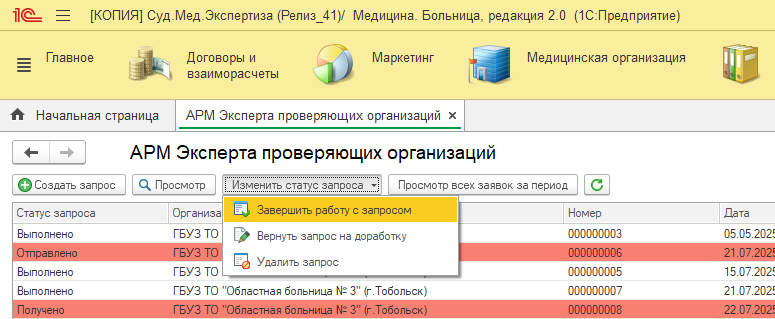 1С [КОПИЯ] Суд.Мед.Экспертиза (Релиз_41)/ Медицина. Больница, редакция 2.0 (1С:Предприятие)
Главное Договоры и взаиморасчеты Маркетинг Медицинская организация
Начальная страница АРМ Эксперта проверяющих организаций ×
АРМ Эксперта проверяющих организаций
Создать запрос Просмотр Изменить статус запроса Просмотр всех заявок за период
Статус запроса Организа Номер Дата
Завершить работу с запросом
Вернуть запрос на доработку
Удалить запрос
Выполнено ГБУЗ ТО 000000003 05.05.2025
Отправлено ГБУЗ ТО 000000006 21.07.2025
Выполнено ГБУЗ ТО 000000005 15.07.2025
Выполнено ГБУЗ ТО "Областная больница № 3" (г.Тобольск) 000000007 21.07.2025
Получено ГБУЗ ТО "Областная больница № 3" (г.Тобольск) 000000008 22.07.2025